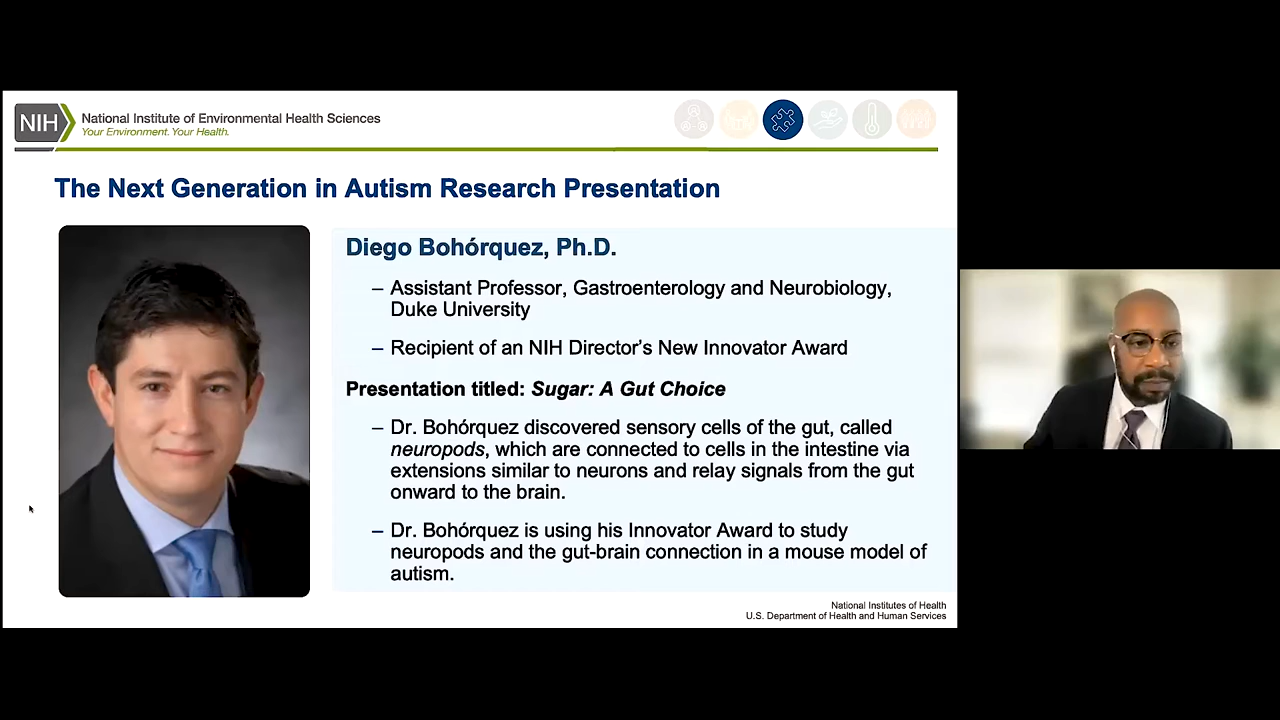 NIH
National Institute of Environmental Health Sciences
Your Environment. Your Health.
The Next Generation in Autism Research Presentation
Diego Bohórquez, Ph.D.
– Assistant Professor, Gastroenterology and Neurobiology,
Duke University
– Recipient of an NIH Director's New Innovator Award
Presentation titled: Sugar: A Gut Choice
– Dr. Bohórquez discovered sensory cells of the gut, called
neuropods, which are connected to cells in the intestine via
extensions similar to neurons and relay signals from the gut
onward to the brain.
– Dr. Bohórquez is using his Innovator Award to study
neuropods and the gut-brain connection in a mouse model of
autism.
National Institutes of Health
U.S. Department of Health and Human Services